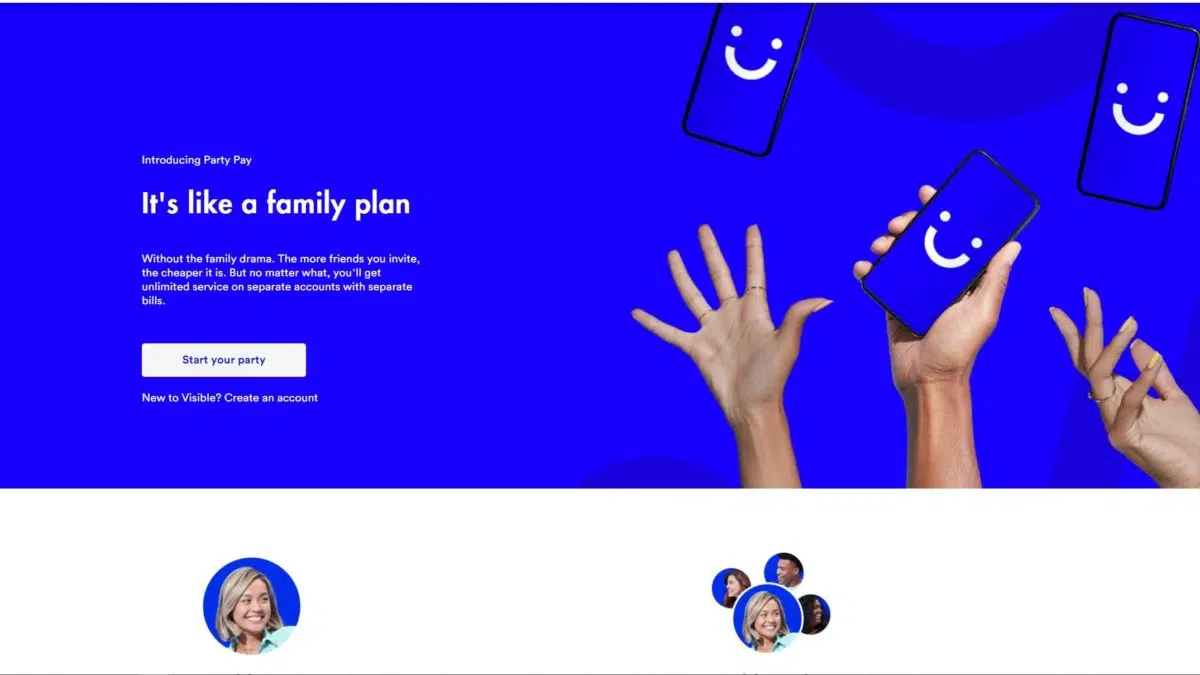 Introducing Party Pay
It's like a family plan
Without the family drama. The more friends you invite,
the cheaper it is. But no matter what, you'll get
unlimited service on separate accounts with separate
bills.
Start your party
New to Visible? Create an account